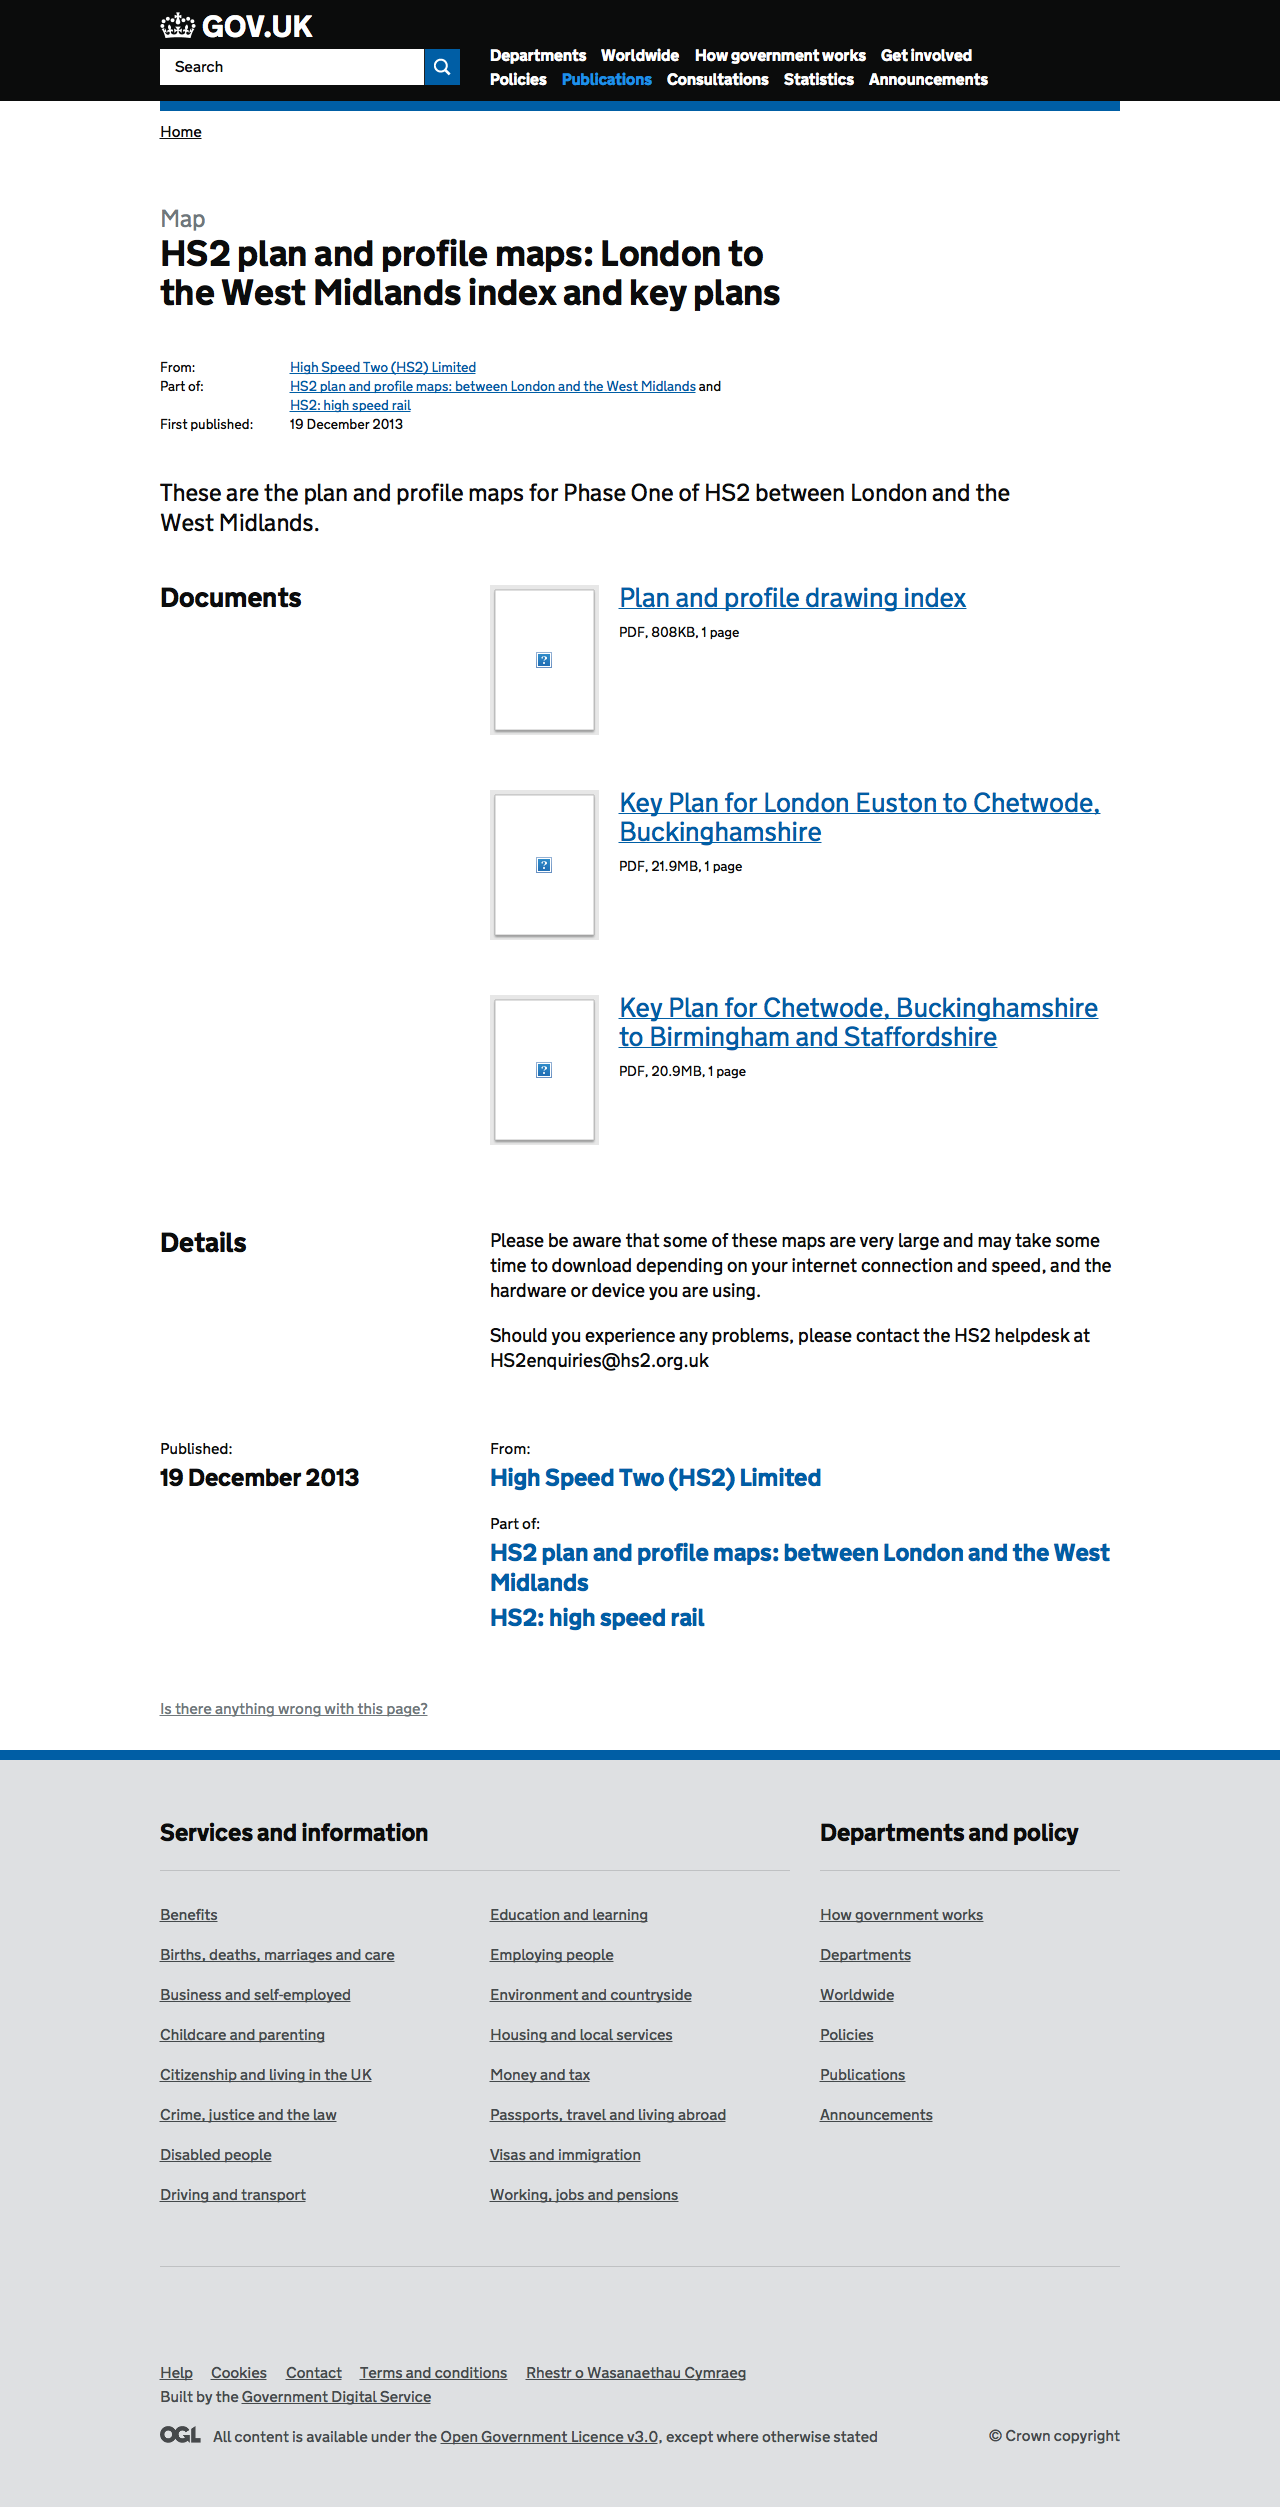 GOV.UK
Search
Departments Worldwide How government works Get involved
Policies Publications Consultations Statistics Announcements
Home
Map
HS2 plan and profile maps: London to
the West Midlands index and key plans
From: High Speed Two (HS2) Limited
Part of: HS2 plan and profile maps: between London and the West Midlands and
HS2: high speed rail
First published: 19 December 2013
These are the plan and profile maps for Phase One of HS2 between London and the
West Midlands.
Documents
Plan and profile drawing index
PDF, 808KB, 1 page
Key Plan for London Euston to Chetwode,
Buckinghamshire
PDF, 21.9MB, 1 page
Key Plan for Chetwode, Buckinghamshire
to Birmingham and Staffordshire
PDF, 20.9MB, 1 page
Details
Please be aware that some of these maps are very large and may take some
time to download depending on your internet connection and speed, and the
hardware or device you are using.
Should you experience any problems, please contact the HS2 helpdesk at
HS2enquiries@hs2.org.uk
Published:
19 December 2013
From:
High Speed Two (HS2) Limited
Part of:
HS2 plan and profile maps: between London and the West
Midlands
HS2: high speed rail
Is there anything wrong with this page?
Services and information
Benefits
Births, deaths, marriages and care
Business and self-employed
Childcare and parenting
Citizenship and living in the UK
Crime, justice and the law
Disabled people
Driving and transport
Education and learning
Employing people
Environment and countryside
Housing and local services
Money and tax
Passports, travel and living abroad
Visas and immigration
Working, jobs and pensions
Departments and policy
How government works
Departments
Worldwide
Policies
Publications
Announcements
Help Cookies Contact Terms and conditions Rhestr o Wasanaethau Cymraeg
Built by the Government Digital Service
OGL All content is available under the Open Government Licence v3.0, except where otherwise stated
© Crown copyright